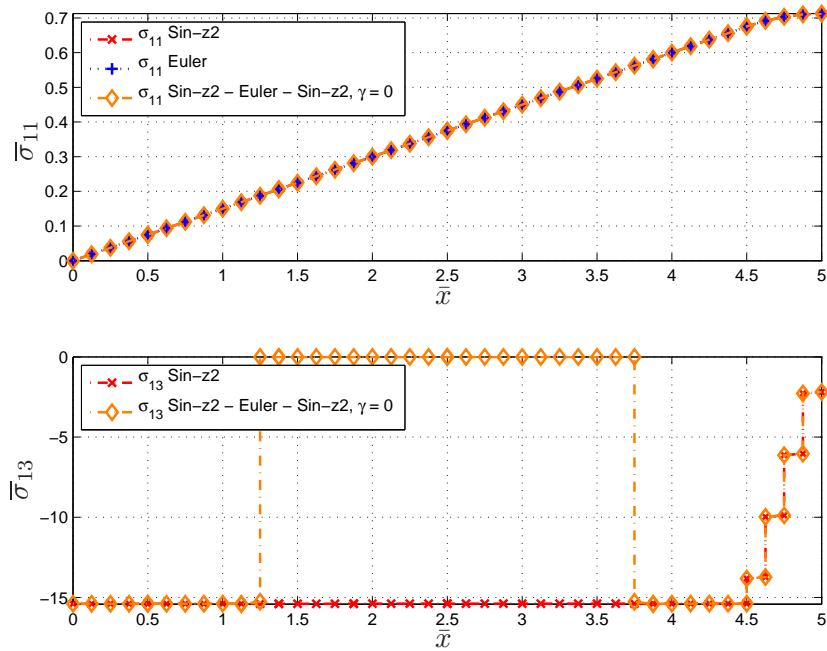 0.7
0.6
0.5
0.4
0.3
0.2
0.1
0
σ̅₁₁
σ₁₁ Sin−z2
σ₁₁ Euler
σ₁₁ Sin−z2 − Euler − Sin−z2, γ = 0
0 0.5 1 1.5 2 2.5 3 3.5 4 4.5 5
x̄
0
−5
−10
−15
σ̅₁₃
σ₁₃ Sin−z2
σ₁₃ Sin−z2 − Euler − Sin−z2, γ = 0
0 0.5 1 1.5 2 2.5 3 3.5 4 4.5 5
x̄